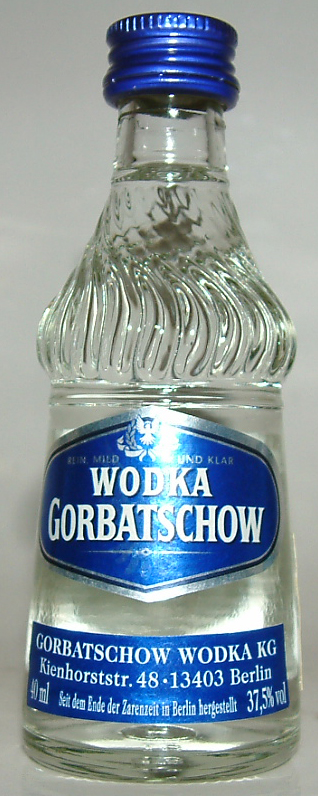 REIN, MILD UND KLAR
WODKA
GORBATSCHOW
GORBATSCHOW WODKA KG
Kienhorststr. 48·13403 Berlin
40 ml Seit dem Ende der Zarenzeit in Berlin hergestellt 37,5% vol